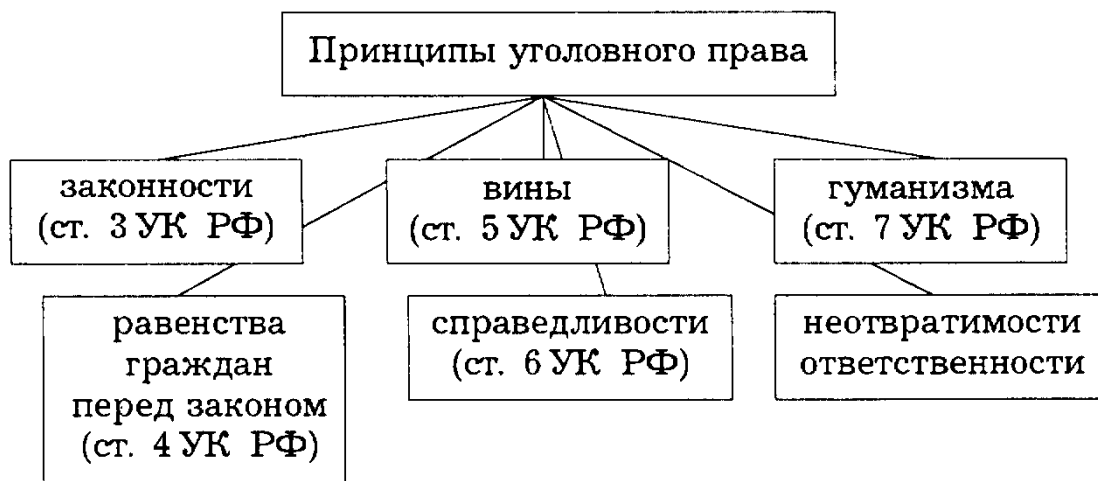 Принципы уголовного права
законности
(ст. 3 УК РФ)
вины
(ст. 5 УК РФ)
гуманизма
(ст. 7 УК РФ)
равенства
граждан
перед законом
(ст. 4 УК РФ)
справедливости
(ст. 6 УК РФ)
неотвратимости
ответственности